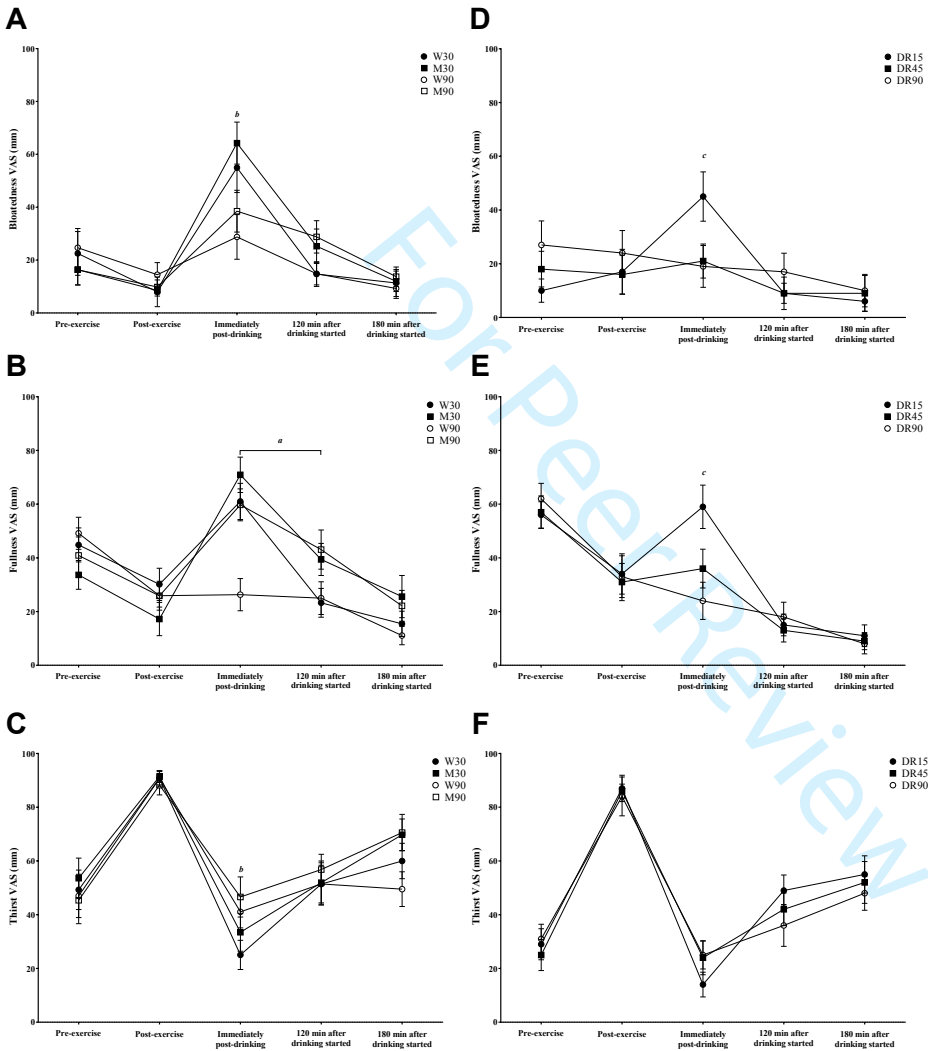 A
100
80
60
40
20
0
Bloatedness VAS (mm)
b
W30
M30
W90
M90
Pre-exercise
Post-exercise
Immediately
post-drinking
120 min after
drinking started
180 min after
drinking started
D
100
80
60
40
20
0
Bloatedness VAS (mm)
c
DR15
DR45
DR90
Pre-exercise
Post-exercise
Immediately
post-drinking
120 min after
drinking started
180 min after
drinking started
B
100
80
60
40
20
0
Fullness VAS (mm)
a
W30
M30
W90
M90
Pre-exercise
Post-exercise
Immediately
post-drinking
120 min after
drinking started
180 min after
drinking started
E
100
80
60
40
20
0
Fullness VAS (mm)
c
DR15
DR45
DR90
Pre-exercise
Post-exercise
Immediately
post-drinking
120 min after
drinking started
180 min after
drinking started
C
100
80
60
40
20
0
Thirst VAS (mm)
b
W30
M30
W90
M90
Pre-exercise
Post-exercise
Immediately
post-drinking
120 min after
drinking started
180 min after
drinking started
F
100
80
60
40
20
0
Thirst VAS (mm)
DR15
DR45
DR90
Pre-exercise
Post-exercise
Immediately
post-drinking
120 min after
drinking started
180 min after
drinking started
For Peer Review